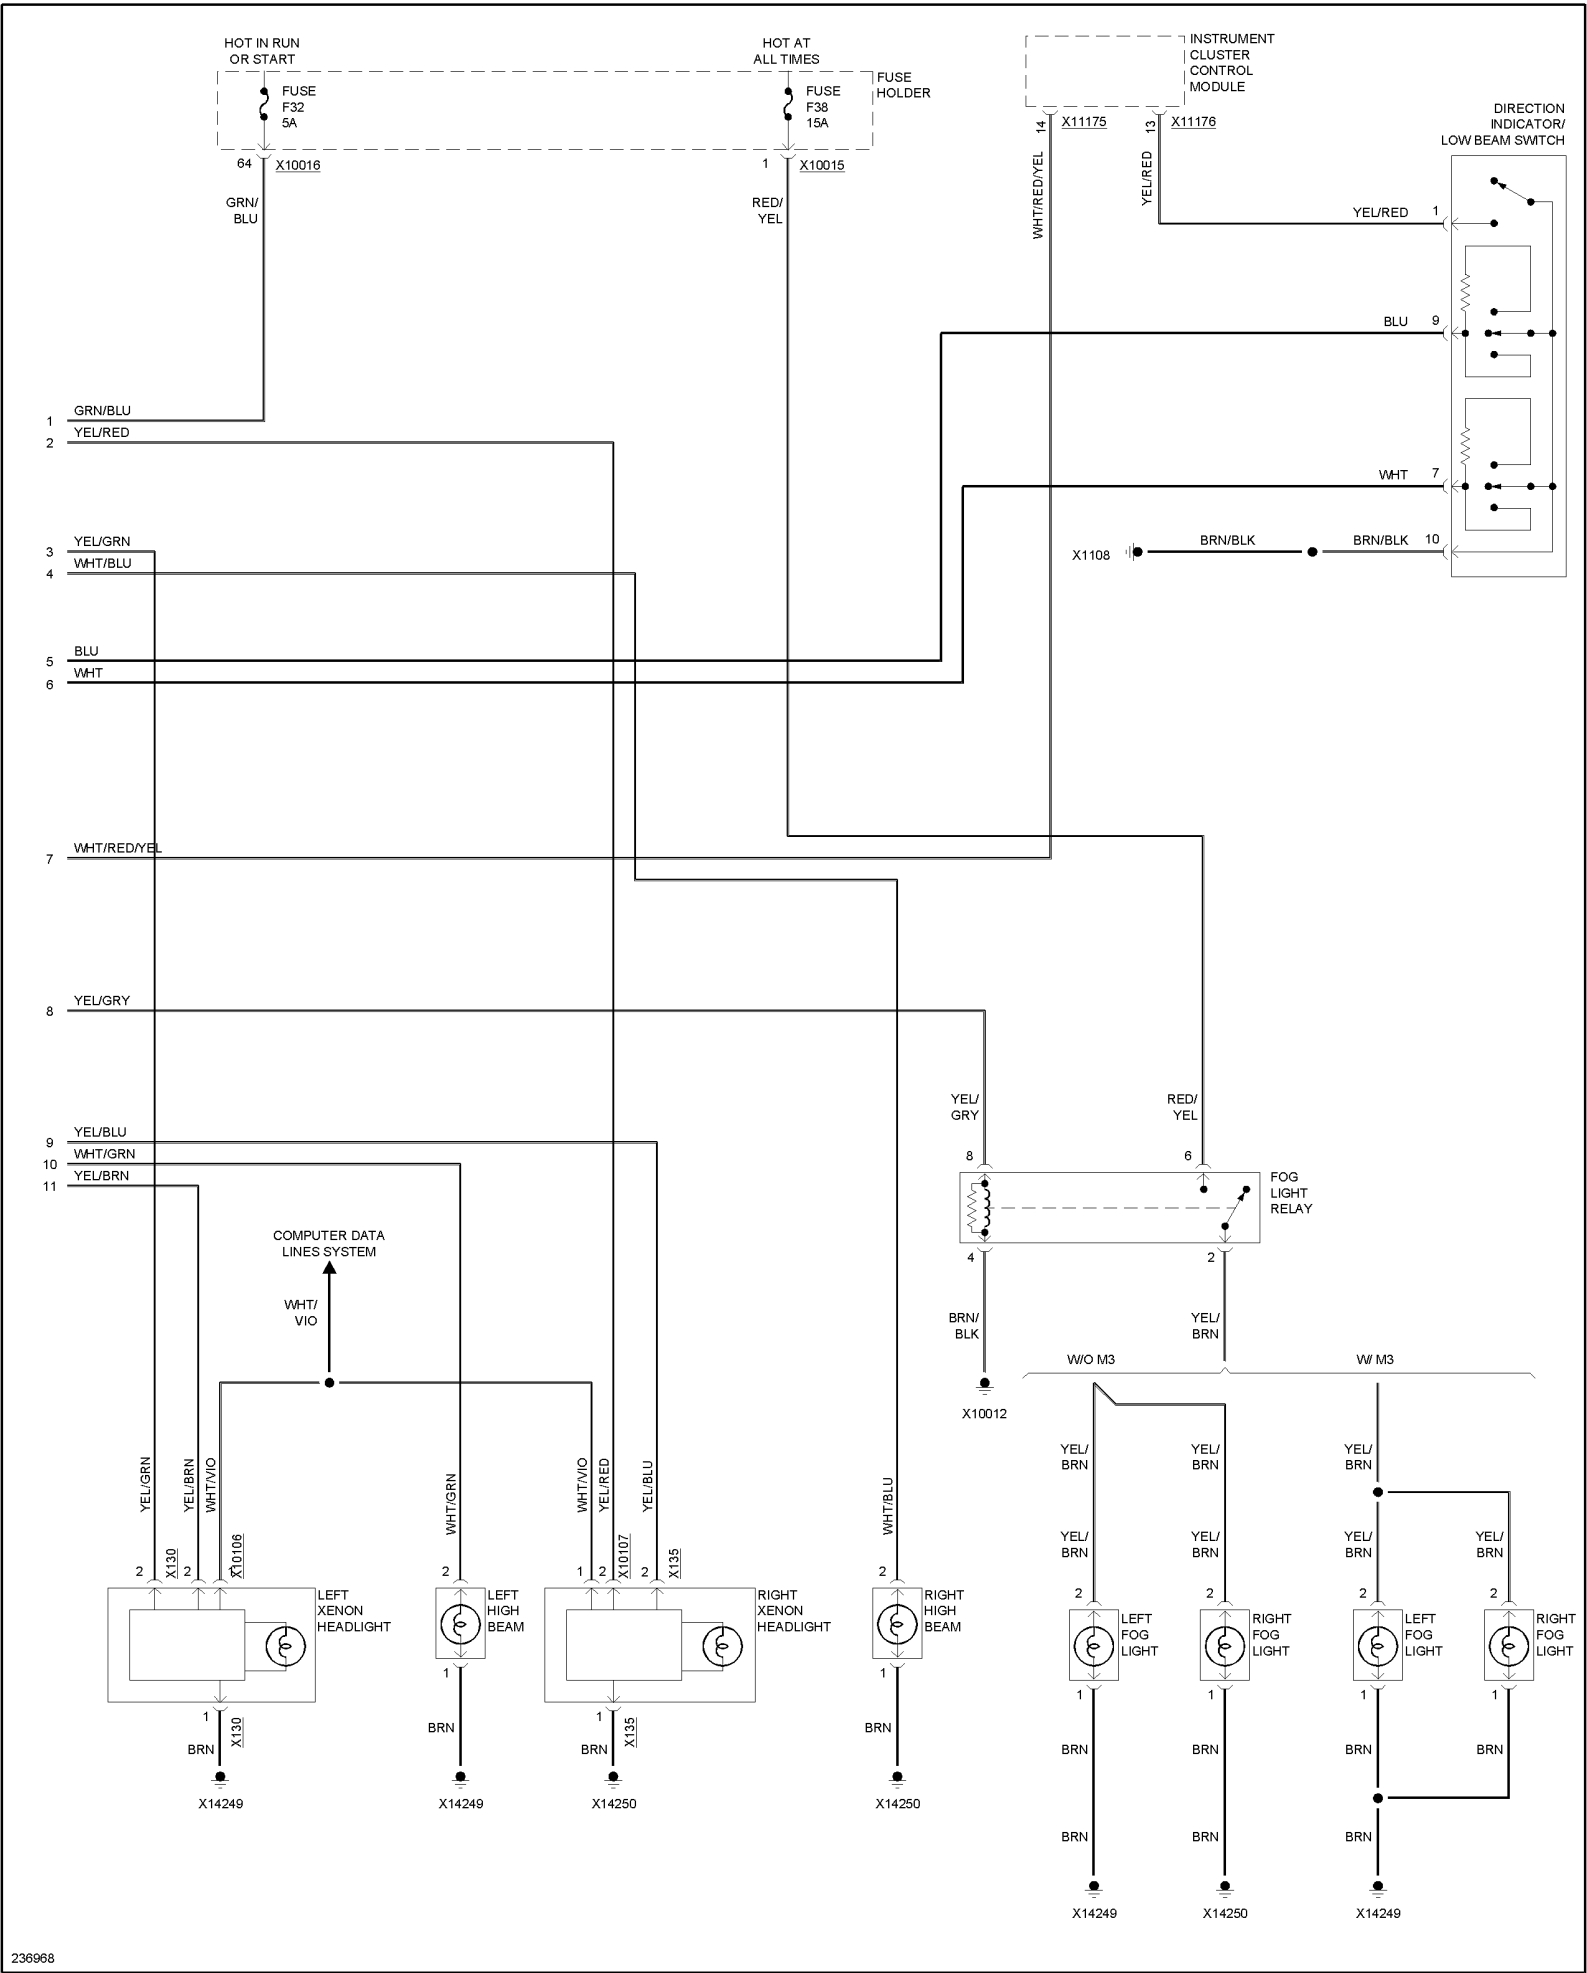 HOT IN RUN
OR START
HOT AT
ALL TIMES
INSTRUMENT
CLUSTER
CONTROL
MODULE
FUSE
F32
5A
FUSE
F38
15A
FUSE
HOLDER
DIRECTION
INDICATOR/
LOW BEAM SWITCH
64
X10016
1
X10015
14
X11175
13
X11176
GRN/
BLU
RED/
YEL
WHT/RED/YEL
YEL/RED
YEL/RED
1
BLU
9
WHT
7
X1108
BRN/BLK
BRN/BLK
10
1
GRN/BLU
2
YEL/RED
3
YEL/GRN
4
WHT/BLU
5
BLU
6
WHT
7
WHT/RED/YEL
8
YEL/GRY
9
YEL/BLU
10
WHT/GRN
11
YEL/BRN
YEL/
GRY
RED/
YEL
8
6
FOG
LIGHT
RELAY
4
2
COMPUTER DATA
LINES SYSTEM
WHT/
VIO
BRN/
BLK
YEL/
BRN
W/O M3
W/ M3
X10012
YEL/GRN
YEL/BRN
WHT/VIO
WHT/GRN
WHT/VIO
YEL/RED
YEL/BLU
WHT/BLU
YEL/
BRN
YEL/
BRN
YEL/
BRN
YEL/
BRN
YEL/
BRN
YEL/
BRN
YEL/
BRN
2
X130
2
X10106
2
1
2
X10107
2
X135
2
2
2
2
2
LEFT
XENON
HEADLIGHT
LEFT
HIGH
BEAM
RIGHT
XENON
HEADLIGHT
RIGHT
HIGH
BEAM
LEFT
FOG
LIGHT
RIGHT
FOG
LIGHT
LEFT
FOG
LIGHT
RIGHT
FOG
LIGHT
1
X130
1
1
X135
1
1
1
1
1
BRN
BRN
BRN
BRN
BRN
BRN
BRN
BRN
X14249
X14249
X14250
X14250
BRN
BRN
BRN
X14249
X14250
X14249
236968